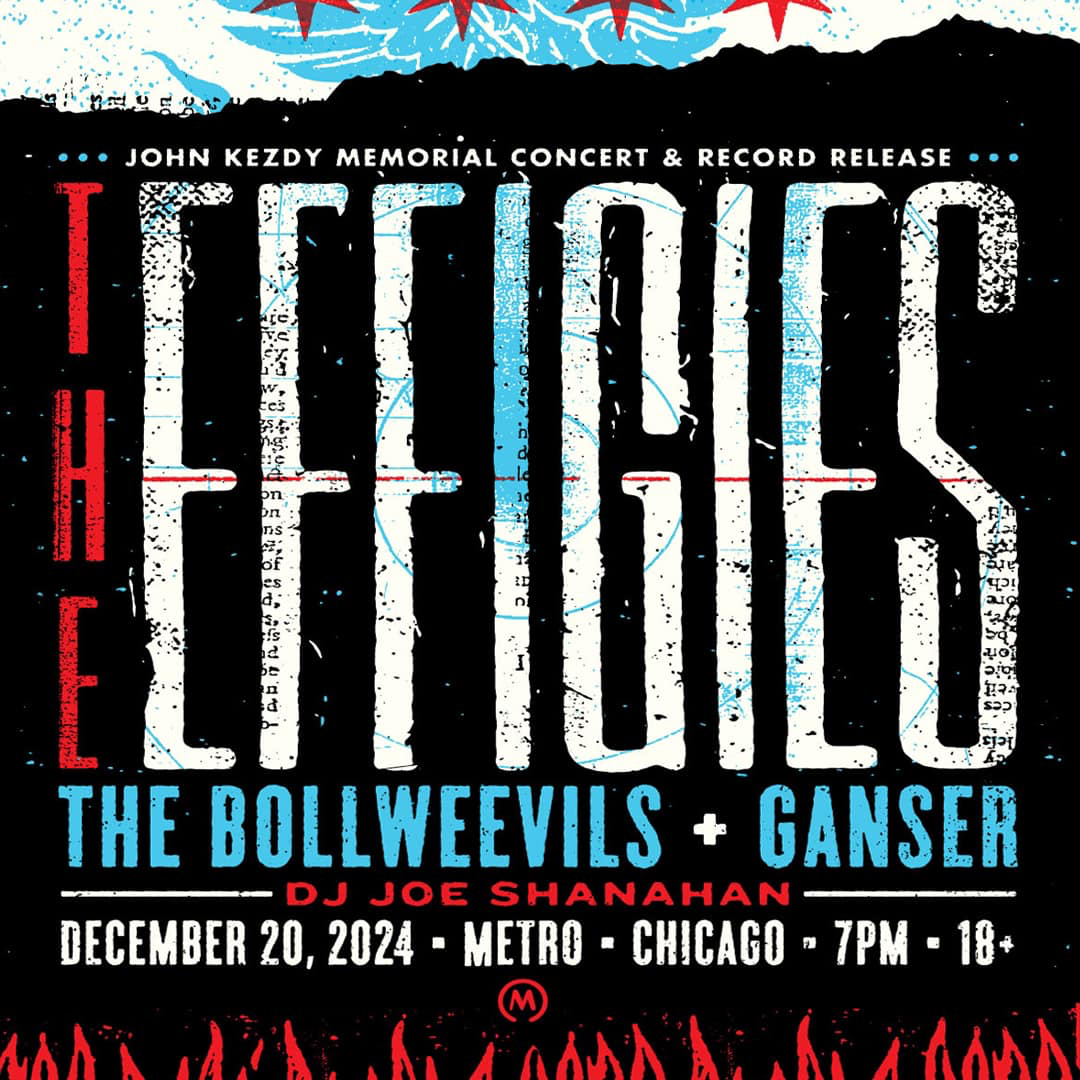 JOHN KEZDY MEMORIAL CONCERT & RECORD RELEASE
THE EFFIGIES
THE BOLLWEEVILS + GANSER
DJ JOE SHANAHAN
DECEMBER 20, 2024 • METRO • CHICAGO • 7PM • 18+
M